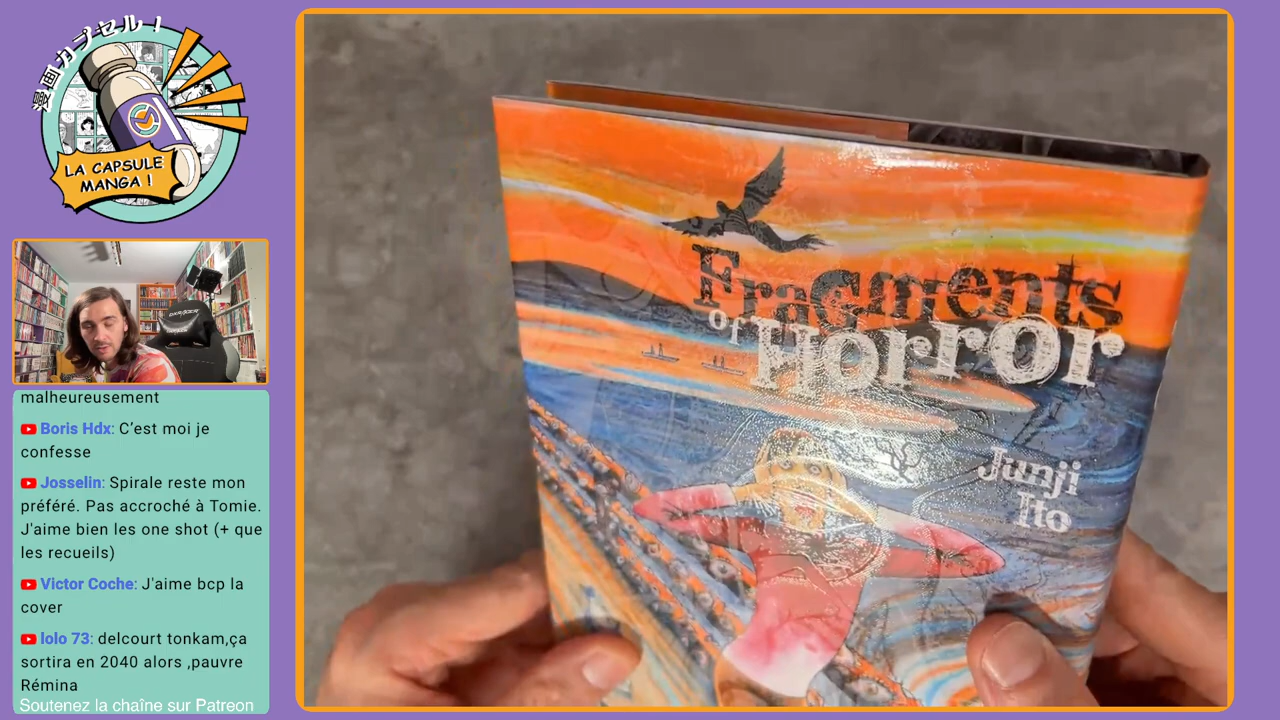 漫画カプセル！
LA CAPSULE
MANGA !
malheureusement
Boris Hdx: C’est moi je
confesse
Josselin: Spirale reste mon
préféré. Pas accroché à Tomie.
J'aime bien les one shot (+ que
les recueils)
Victor Coche: J'aime bcp la
cover
lolo 73: delcourt tonkam,ça
sortira en 2040 alors ,pauvre
Rémina
Soutenez la chaîne sur Patreon
Fragments
of Horror
Junji
Ito